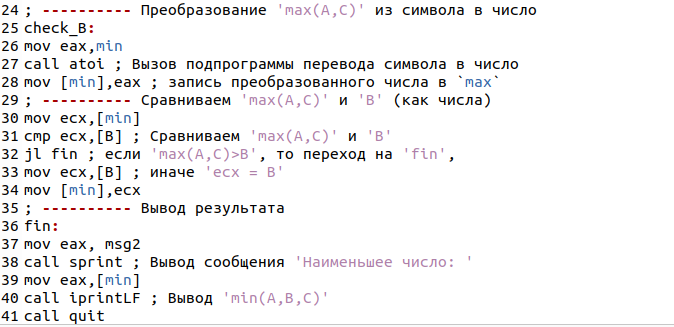 24 ; ---------- Преобразование 'max(A,C)' из символа в число
25 check_B:
26 mov eax,min
27 call atoi ; Вызов подпрограммы перевода символа в число
28 mov [min],eax ; запись преобразованного числа в `max`
29 ; ---------- Сравниваем 'max(A,C)' и 'B' (как числа)
30 mov ecx,[min]
31 cmp ecx,[B] ; Сравниваем 'max(A,C)' и 'B'
32 jl fin ; если 'max(A,C)>B', то переход на 'fin',
33 mov ecx,[B] ; иначе 'ecx = B'
34 mov [min],ecx
35 ; ---------- Вывод результата
36 fin:
37 mov eax, msg2
38 call sprint ; Вывод сообщения 'Наименьшее число: '
39 mov eax,[min]
40 call iprintLF ; Вывод 'min(A,B,C)'
41 call quit